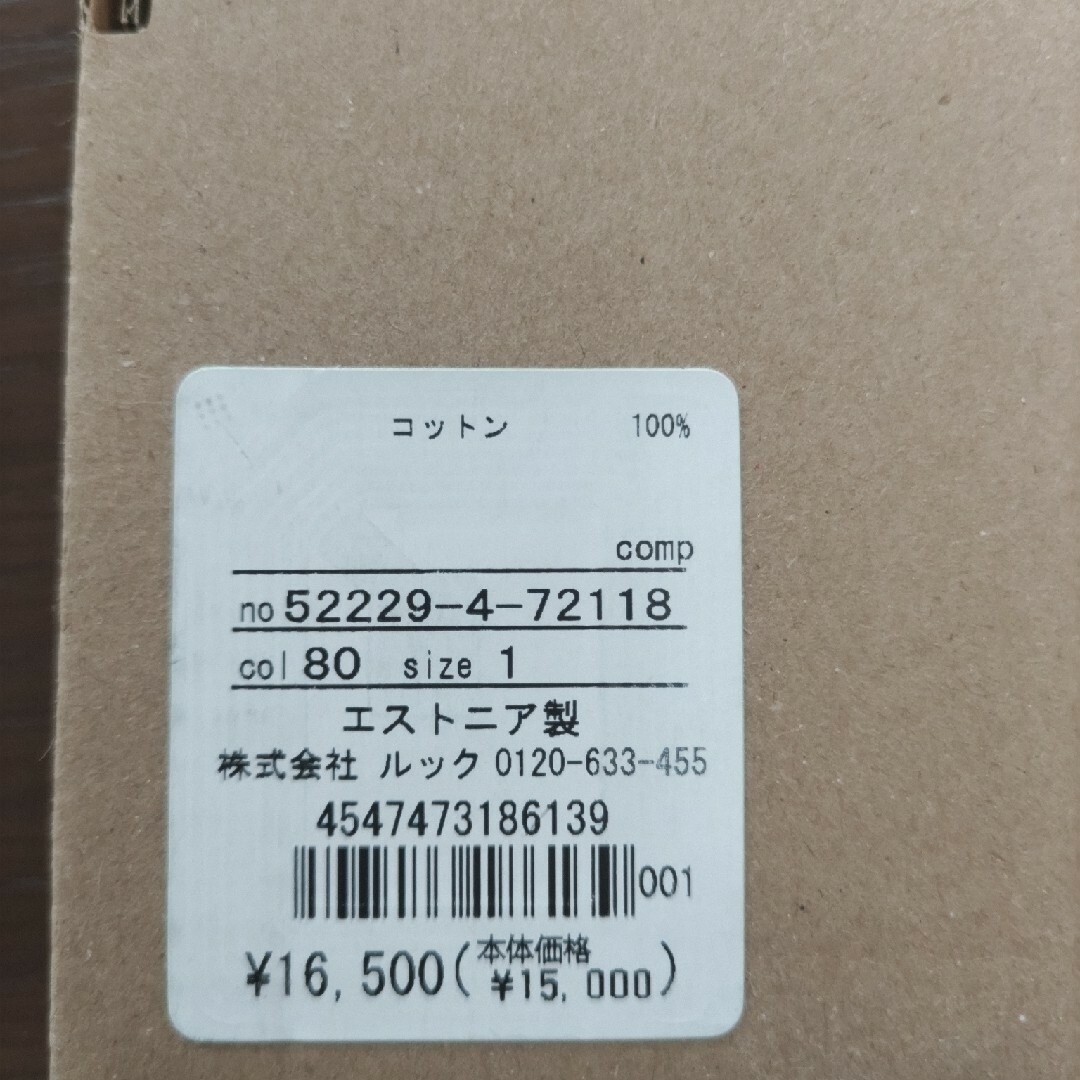 コットン 100%
comp
no 52229-4-72118
col 80 size 1
エストニア製
株式会社 ルック 0120-633-455
4547473186139
001
¥16,500(本体価格
¥15,000)